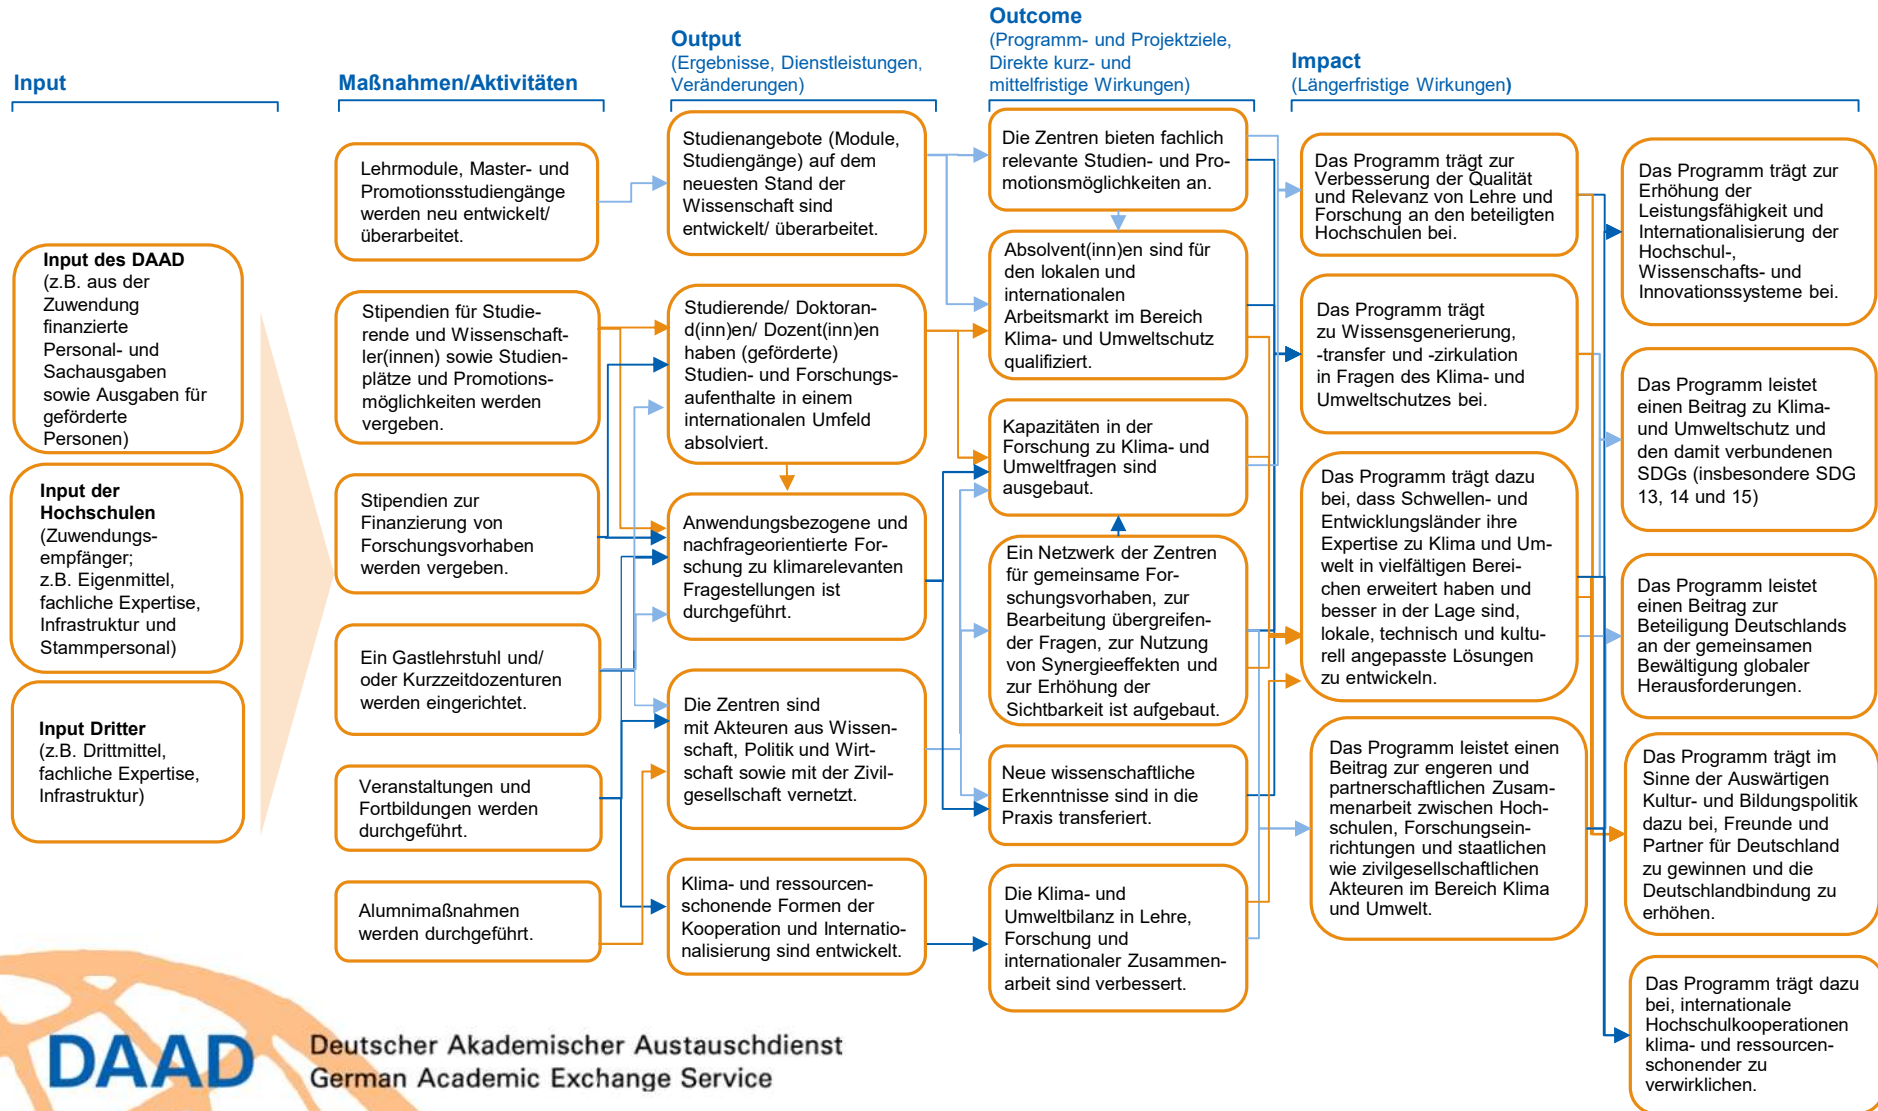 Input
Maßnahmen/Aktivitäten
Output
(Ergebnisse, Dienstleistungen,
Veränderungen)
Outcome
(Programm- und Projektziele,
Direkte kurz- und
mittelfristige Wirkungen)
Impact
(Längerfristige Wirkungen)
Input des DAAD
(z.B. aus der
Zuwendung
finanzierte
Personal- und
Sachausgaben
sowie Ausgaben für
geförderte
Personen)
Input der
Hochschulen
(Zuwendungs-
empfänger;
z.B. Eigenmittel,
fachliche Expertise,
Infrastruktur und
Stammpersonal)
Input Dritter
(z.B. Drittmittel,
fachliche Expertise,
Infrastruktur)
Lehrmodule, Master- und
Promotionsstudiengänge
werden neu entwickelt/
überarbeitet.
Stipendien für Studie-
rende und Wissenschaft-
ler(innen) sowie Studien-
plätze und Promotions-
möglichkeiten werden
vergeben.
Stipendien zur
Finanzierung von
Forschungsvorhaben
werden vergeben.
Ein Gastlehrstuhl und/
oder Kurzzeitdozenturen
werden eingerichtet.
Veranstaltungen und
Fortbildungen werden
durchgeführt.
Alumnimaßnahmen
werden durchgeführt.
Studienangebote (Module,
Studiengänge) auf dem
neuesten Stand der
Wissenschaft sind
entwickelt/ überarbeitet.
Studierende/ Doktoran-
d(inn)en/ Dozent(inn)en
haben (geförderte)
Studien- und Forschungs-
aufenthalte in einem
internationalen Umfeld
absolviert.
Anwendungsbezogene und
nachfrageorientierte For-
schung zu klimarelevanten
Fragestellungen ist
durchgeführt.
Die Zentren sind
mit Akteuren aus Wissen-
schaft, Politik und Wirt-
schaft sowie mit der Zivil-
gesellschaft vernetzt.
Klima- und ressourcen-
schonende Formen der
Kooperation und Internatio-
nalisierung sind entwickelt.
Die Zentren bieten fachlich
relevante Studien- und Pro-
motionsmöglichkeiten an.
Absolvent(inn)en sind für
den lokalen und
internationalen
Arbeitsmarkt im Bereich
Klima- und Umweltschutz
qualifiziert.
Kapazitäten in der
Forschung zu Klima- und
Umweltfragen sind
ausgebaut.
Ein Netzwerk der Zentren
für gemeinsame For-
schungsvorhaben, zur
Bearbeitung übergreifen-
der Fragen, zur Nutzung
von Synergieeffekten und
zur Erhöhung der
Sichtbarkeit ist aufgebaut.
Neue wissenschaftliche
Erkenntnisse sind in die
Praxis transferiert.
Die Klima- und
Umweltbilanz in Lehre,
Forschung und
internationaler Zusammen-
arbeit sind verbessert.
Das Programm trägt zur
Verbesserung der Qualität
und Relevanz von Lehre und
Forschung an den beteiligten
Hochschulen bei.
Das Programm trägt
zu Wissensgenerierung,
-transfer und -zirkulation
in Fragen des Klima- und
Umweltschutzes bei.
Das Programm trägt dazu
bei, dass Schwellen- und
Entwicklungsländer ihre
Expertise zu Klima und Um-
welt in vielfältigen Berei-
chen erweitert haben und
besser in der Lage sind,
lokale, technisch und kultu-
rell angepasste Lösungen
zu entwickeln.
Das Programm leistet einen
Beitrag zur engeren und
partnerschaftlichen Zusam-
menarbeit zwischen Hoch-
schulen, Forschungsein-
richtungen und staatlichen
wie zivilgesellschaftlichen
Akteuren im Bereich Klima
und Umwelt.
Das Programm trägt zur
Erhöhung der
Leistungsfähigkeit und
Internationalisierung der
Hochschul-,
Wissenschafts- und
Innovationssysteme bei.
Das Programm leistet
einen Beitrag zu Klima-
und Umweltschutz und
den damit verbundenen
SDGs (insbesondere SDG
13, 14 und 15)
Das Programm leistet
einen Beitrag zur
Beteiligung Deutschlands
an der gemeinsamen
Bewältigung globaler
Herausforderungen.
Das Programm trägt im
Sinne der Auswärtigen
Kultur- und Bildungspolitik
dazu bei, Freunde und
Partner für Deutschland
zu gewinnen und die
Deutschlandbindung zu
erhöhen.
Das Programm trägt dazu
bei, internationale
Hochschulkooperationen
klima- und ressourcen-
schonender zu
verwirklichen.
DAAD
Deutscher Akademischer Austauschdienst
German Academic Exchange Service